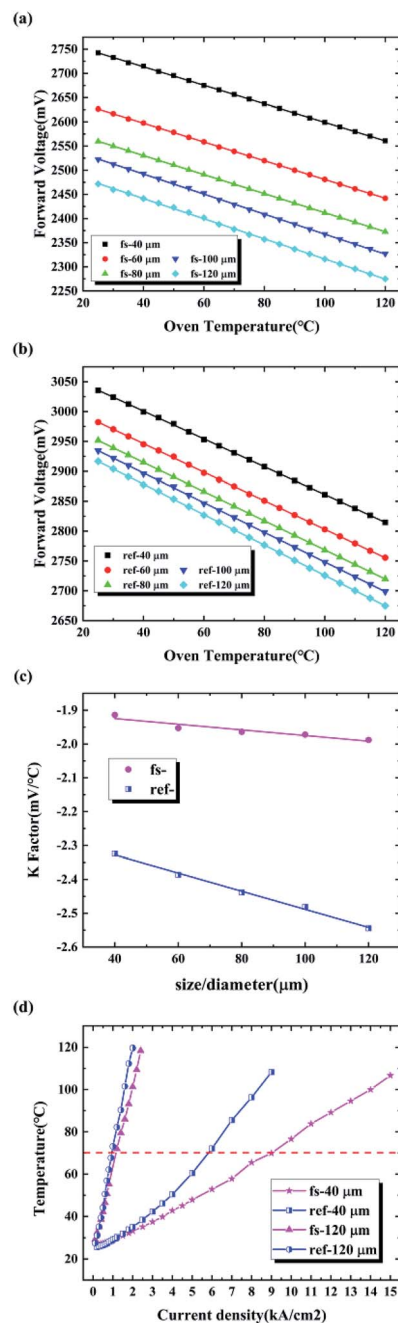 (a)
2750
2700
2650
2600
2550
2500
2450
2400
2350
2300
2250
Forward Voltage(mV)
fs-40 μm
fs-60 μm fs-100 μm
fs-80 μm fs-120 μm
20 40 60 80 100 120
Oven Temperature(℃)
(b)
3050
3000
2950
2900
2850
2800
2750
2700
2650
Forward Voltage(mV)
ref-40 μm
ref-60 μm ref-100 μm
ref-80 μm ref-120 μm
20 40 60 80 100 120
Oven Temperature(℃)
(c)
-1.9
-2.0
-2.1
-2.2
-2.3
-2.4
-2.5
-2.6
K Factor(mV/℃)
fs-
ref-
40 60 80 100 120
size/diameter(μm)
(d)
120
100
80
60
40
20
Temperature(℃)
fs-40 μm
ref-40 μm
fs-120 μm
ref-120 μm
0 1 2 3 4 5 6 7 8 9 10 11 12 13 14 15
Current density(kA/cm2)